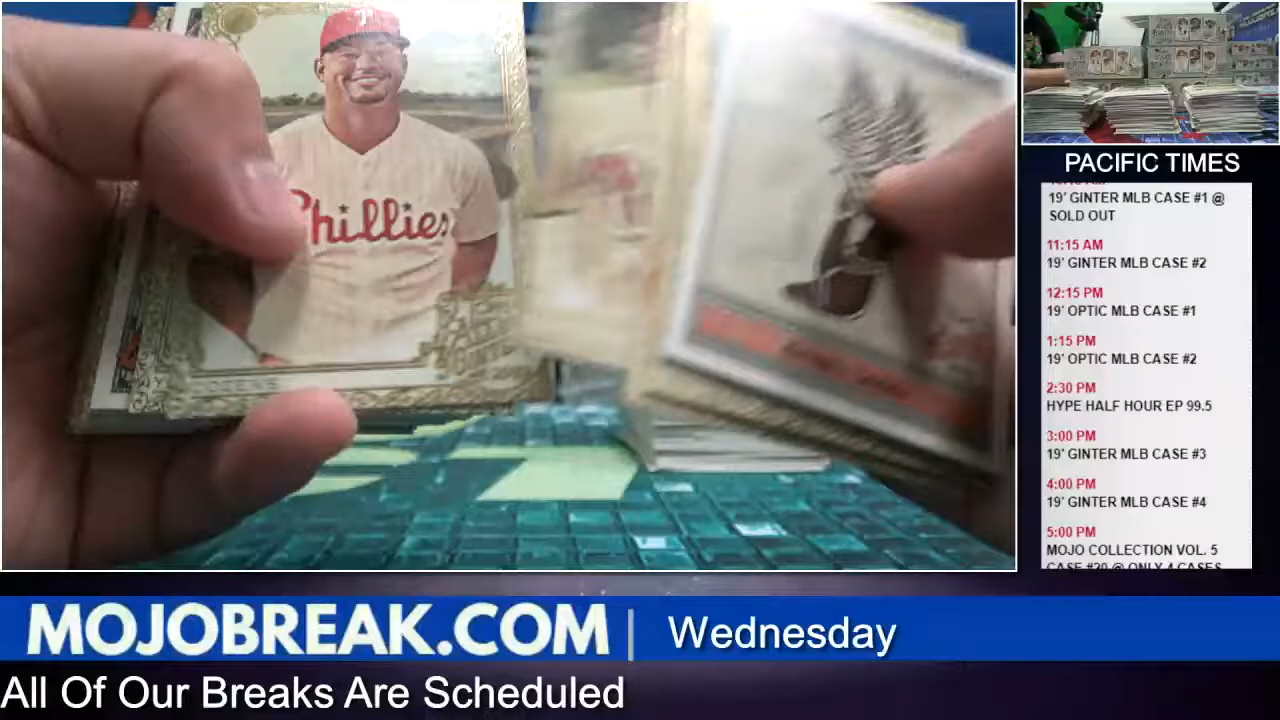 Phillies
PACIFIC TIMES
19' GINTER MLB CASE #1 @
SOLD OUT
11:15 AM
19' GINTER MLB CASE #2
12:15 PM
19' OPTIC MLB CASE #1
1:15 PM
19' OPTIC MLB CASE #2
2:30 PM
HYPE HALF HOUR EP 99.5
3:00 PM
19' GINTER MLB CASE #3
4:00 PM
19' GINTER MLB CASE #4
5:00 PM
MOJO COLLECTION VOL. 5
CASE #20 @ ONLY 4 CASES
MOJOBREAK.COM | Wednesday
All Of Our Breaks Are Scheduled